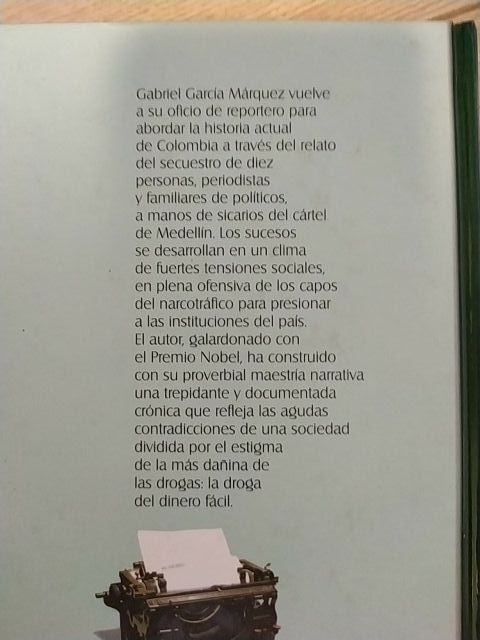 Gabriel García Márquez vuelve
a su oficio de reportero para
abordar la historia actual
de Colombia a través del relato
del secuestro de diez
personas, periodistas
y familiares de políticos,
a manos de sicarios del cártel
de Medellín. Los sucesos
se desarrollan en un clima
de fuertes tensiones sociales,
en plena ofensiva de los capos
del narcotráfico para presionar
a las instituciones del país.
El autor, galardonado con
el Premio Nobel, ha construido
con su proverbial maestría narrativa
una trepidante y documentada
crónica que refleja las agudas
contradicciones de una sociedad
dividida por el estigma
de la más dañina de
las drogas: la droga
del dinero fácil.